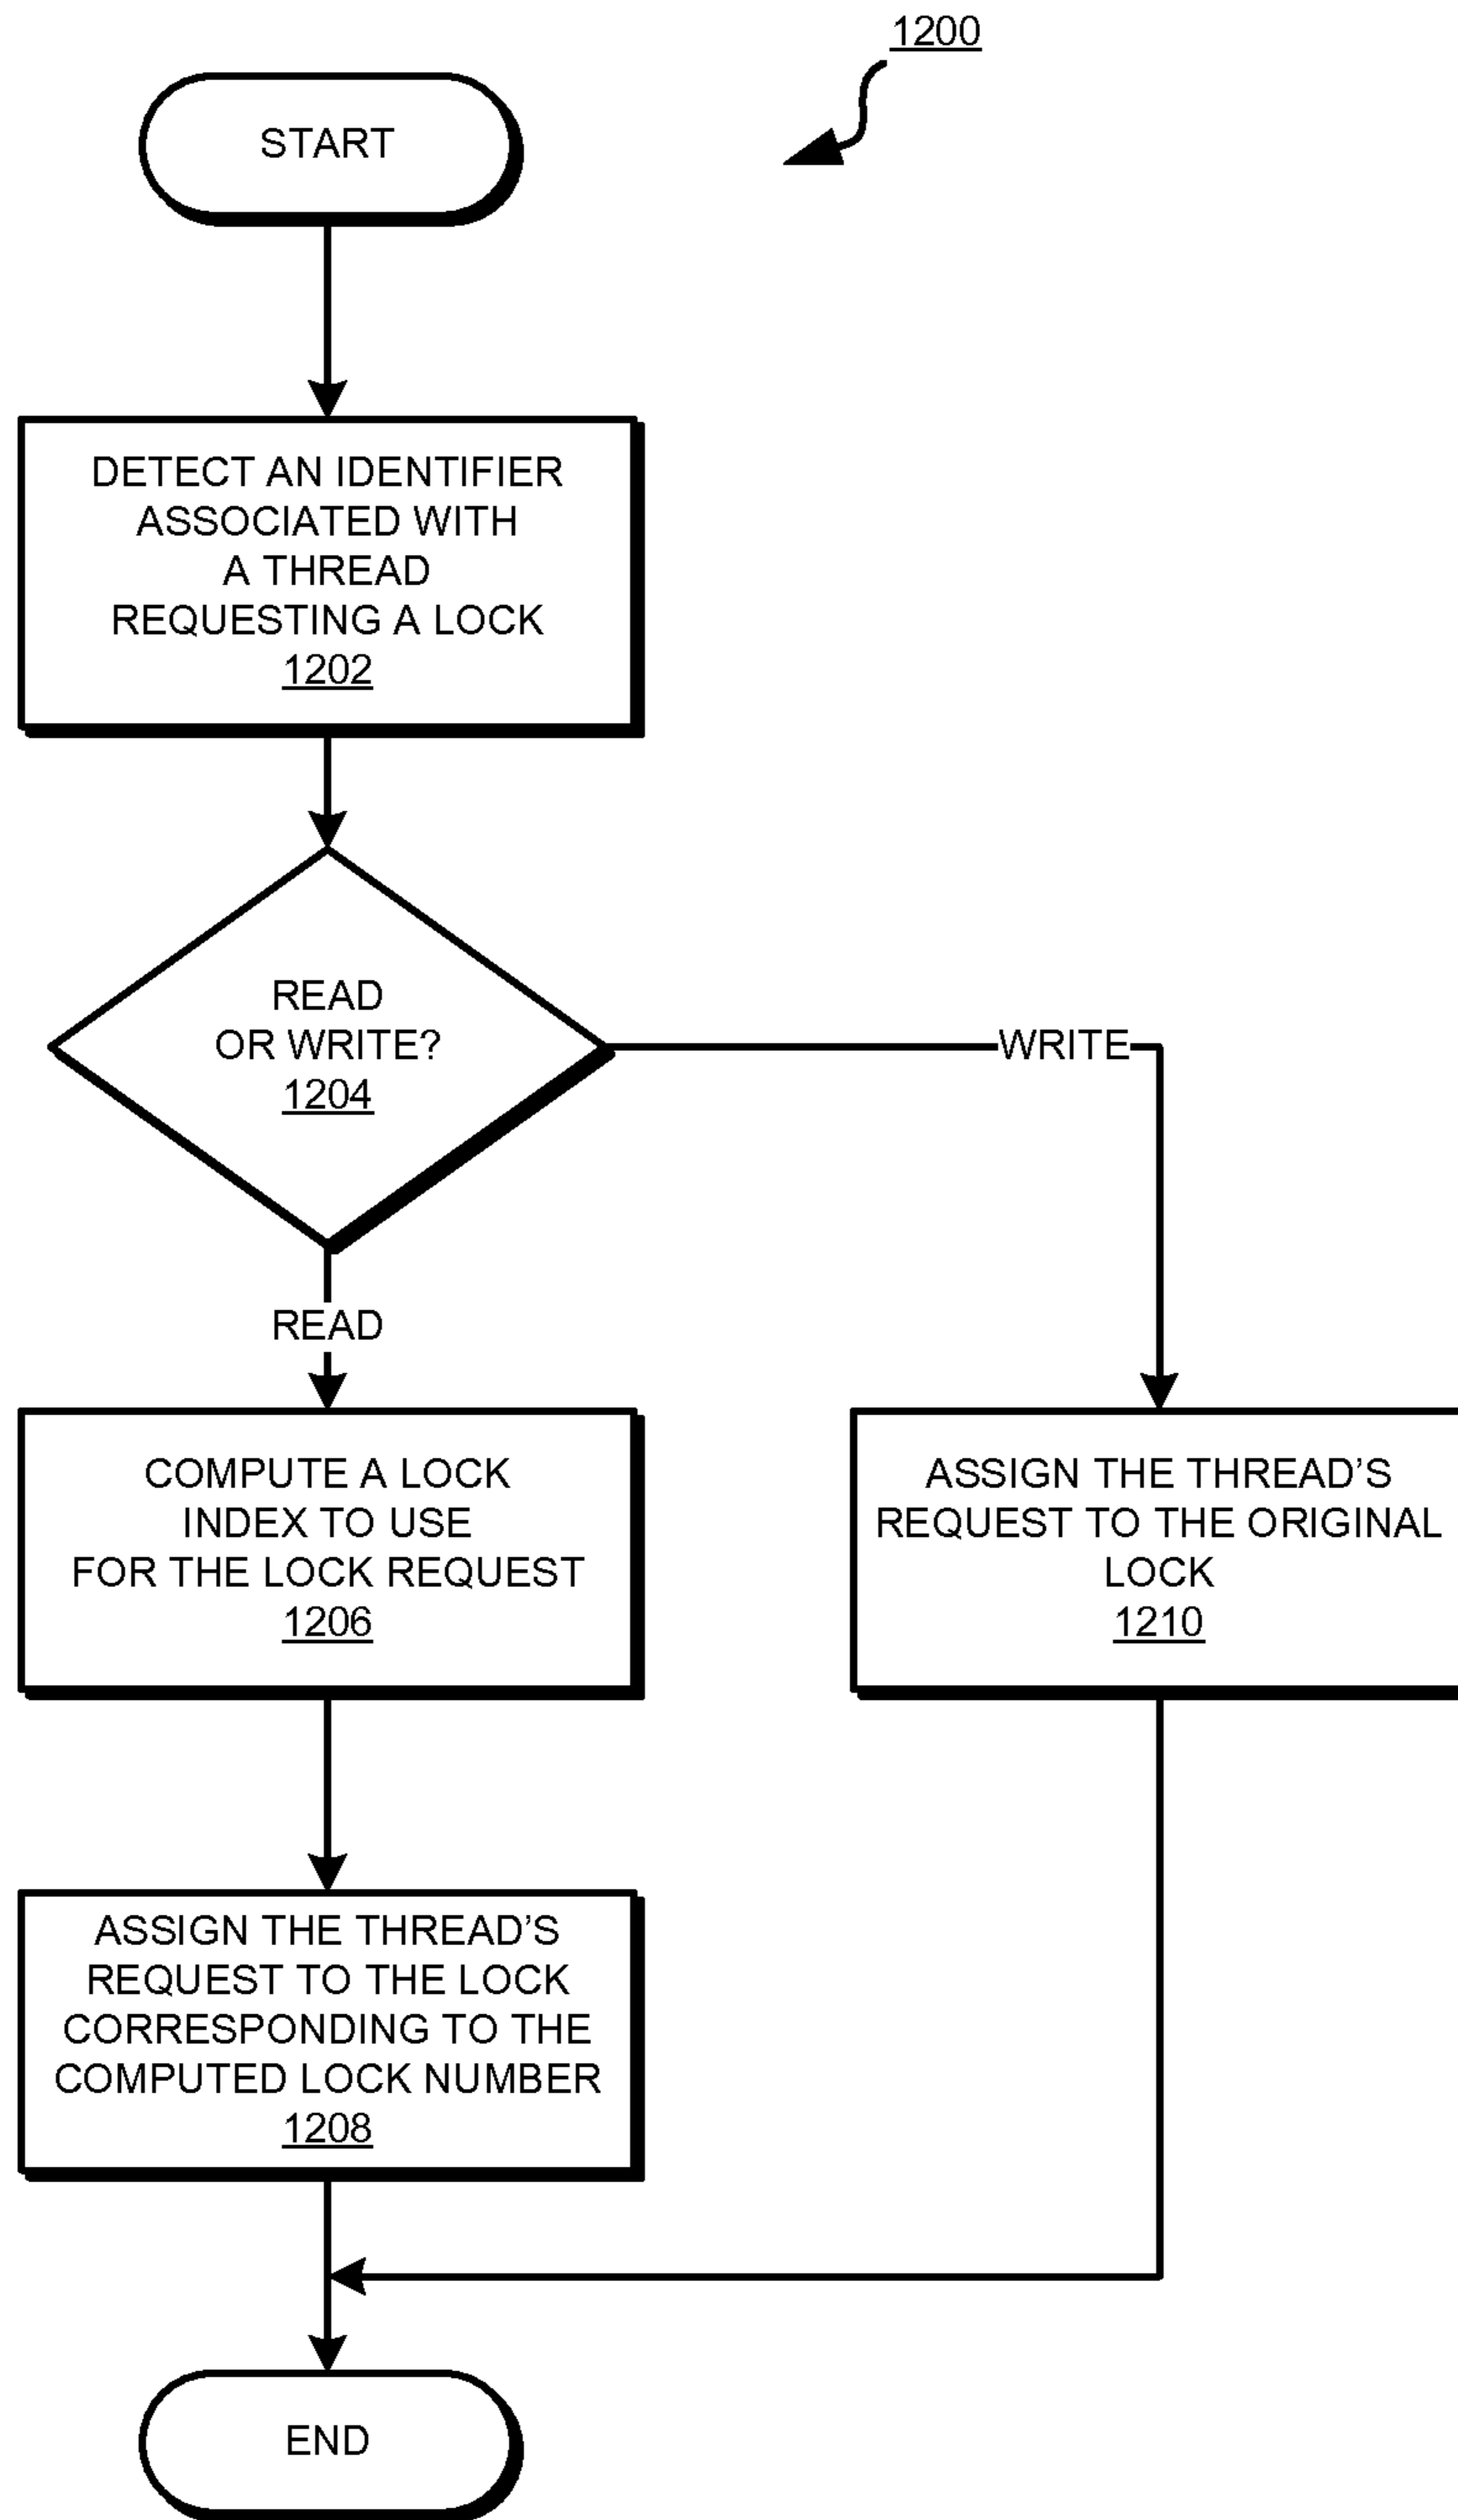 1200
START
DETECT AN IDENTIFIER
ASSOCIATED WITH
A THREAD
REQUESTING A LOCK
1202
READ
OR WRITE?
1204
WRITE
READ
COMPUTE A LOCK
INDEX TO USE
FOR THE LOCK REQUEST
1206
ASSIGN THE THREAD’S
REQUEST TO THE ORIGINAL
LOCK
1210
ASSIGN THE THREAD’S
REQUEST TO THE LOCK
CORRESPONDING TO THE
COMPUTED LOCK NUMBER
1208
END